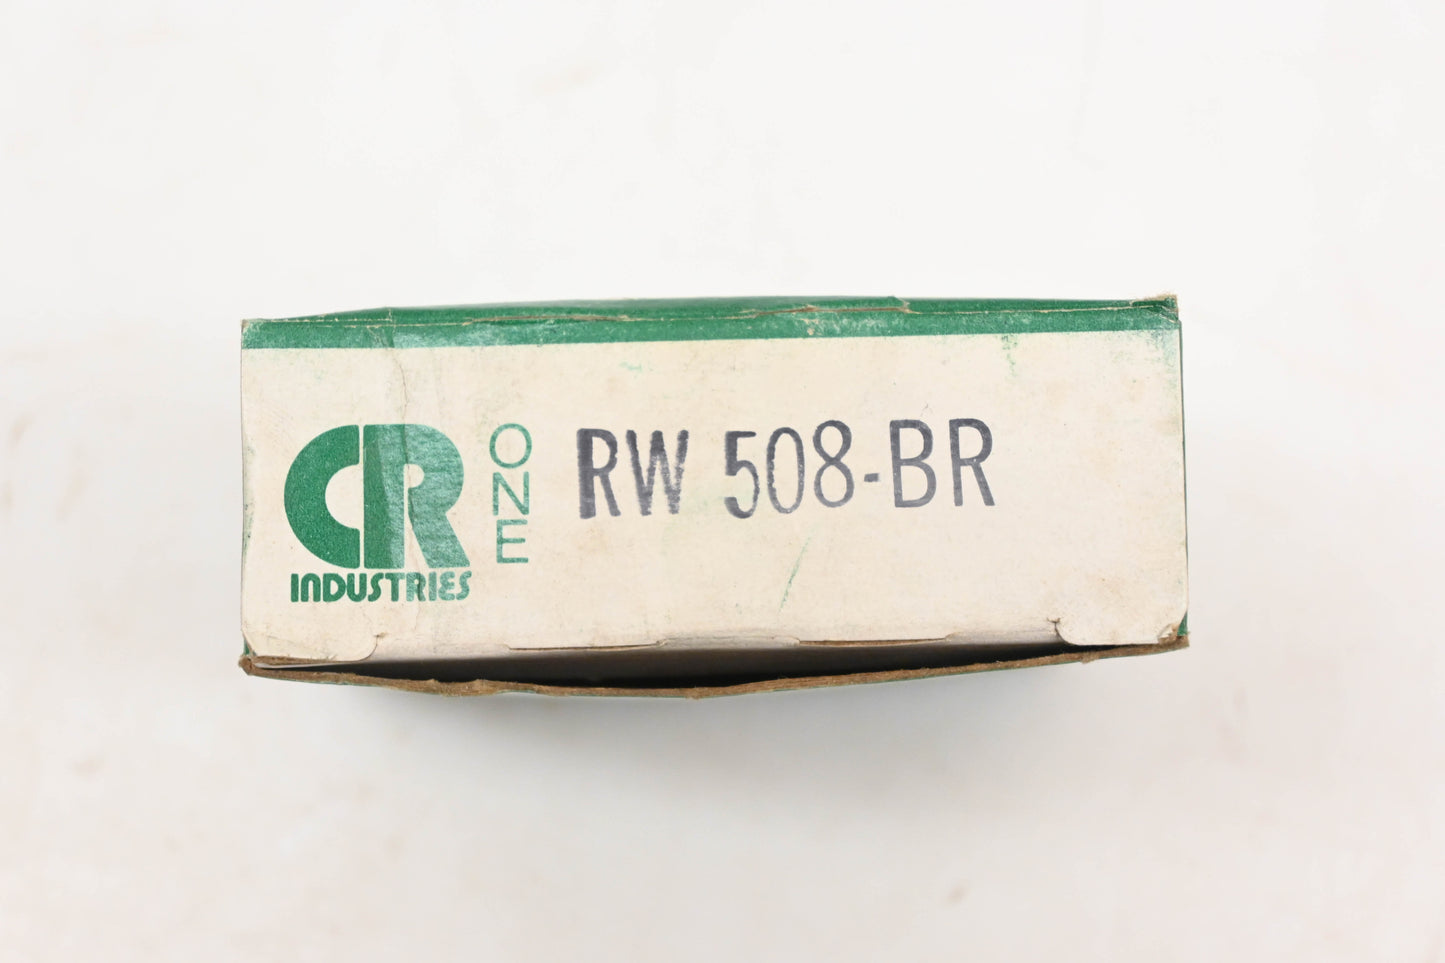 CR
INDUSTRIES
ONE
RW 508-BR